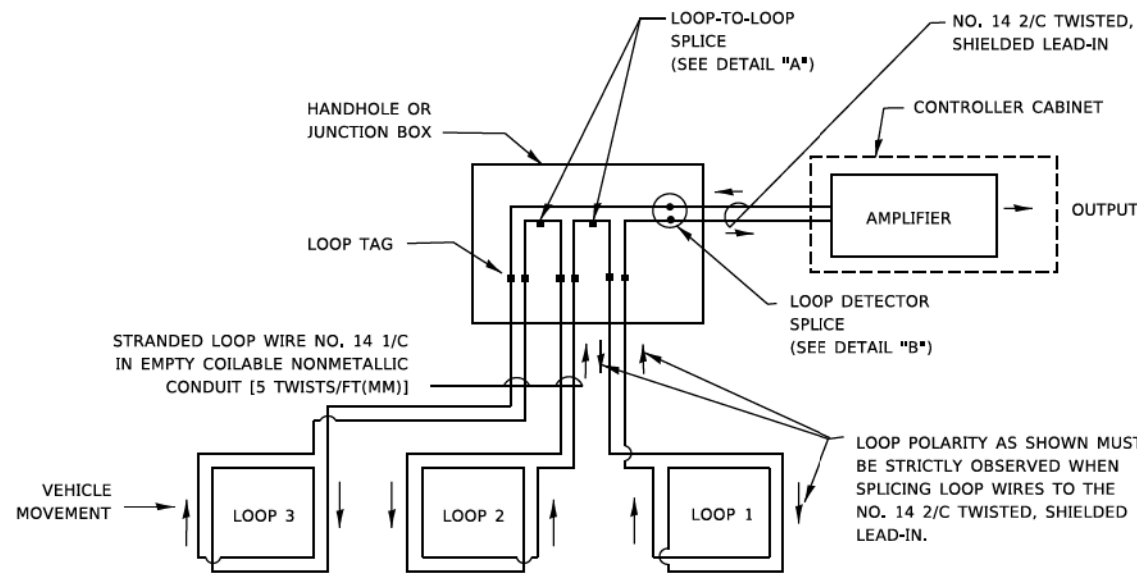 LOOP-TO-LOOP
SPLICE
(SEE DETAIL "A")
NO. 14 2/C TWISTED,
SHIELDED LEAD-IN
HANDHOLE OR
JUNCTION BOX
CONTROLLER CABINET
AMPLIFIER
OUTPUT
LOOP TAG
LOOP DETECTOR
SPLICE
(SEE DETAIL "B")
STRANDED LOOP WIRE NO. 14 1/C
IN EMPTY COILABLE NONMETALLIC
CONDUIT [5 TWISTS/FT(MM)]
LOOP POLARITY AS SHOWN MUST
BE STRICTLY OBSERVED WHEN
SPLICING LOOP WIRES TO THE
NO. 14 2/C TWISTED, SHIELDED
LEAD-IN.
VEHICLE
MOVEMENT
LOOP 3
LOOP 2
LOOP 1